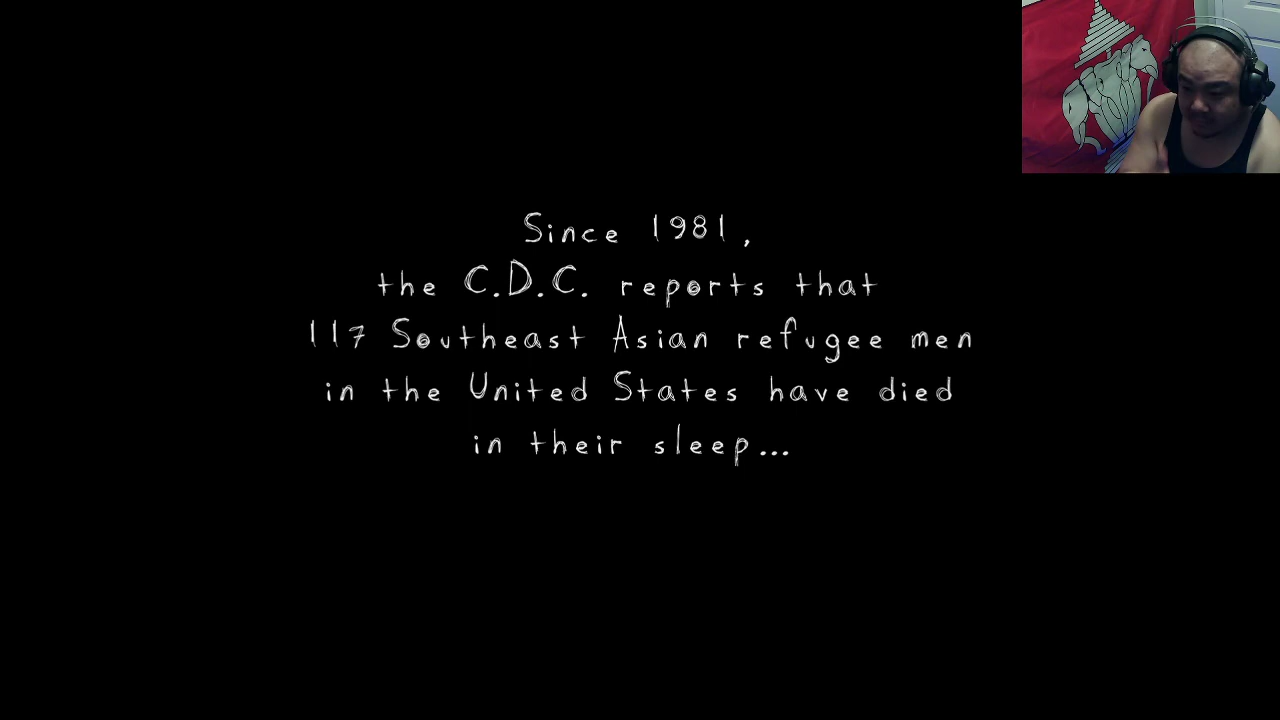 Since 1981,
the C.D.C. reports that
117 Southeast Asian refugee men
in the United States have died
in their sleep...